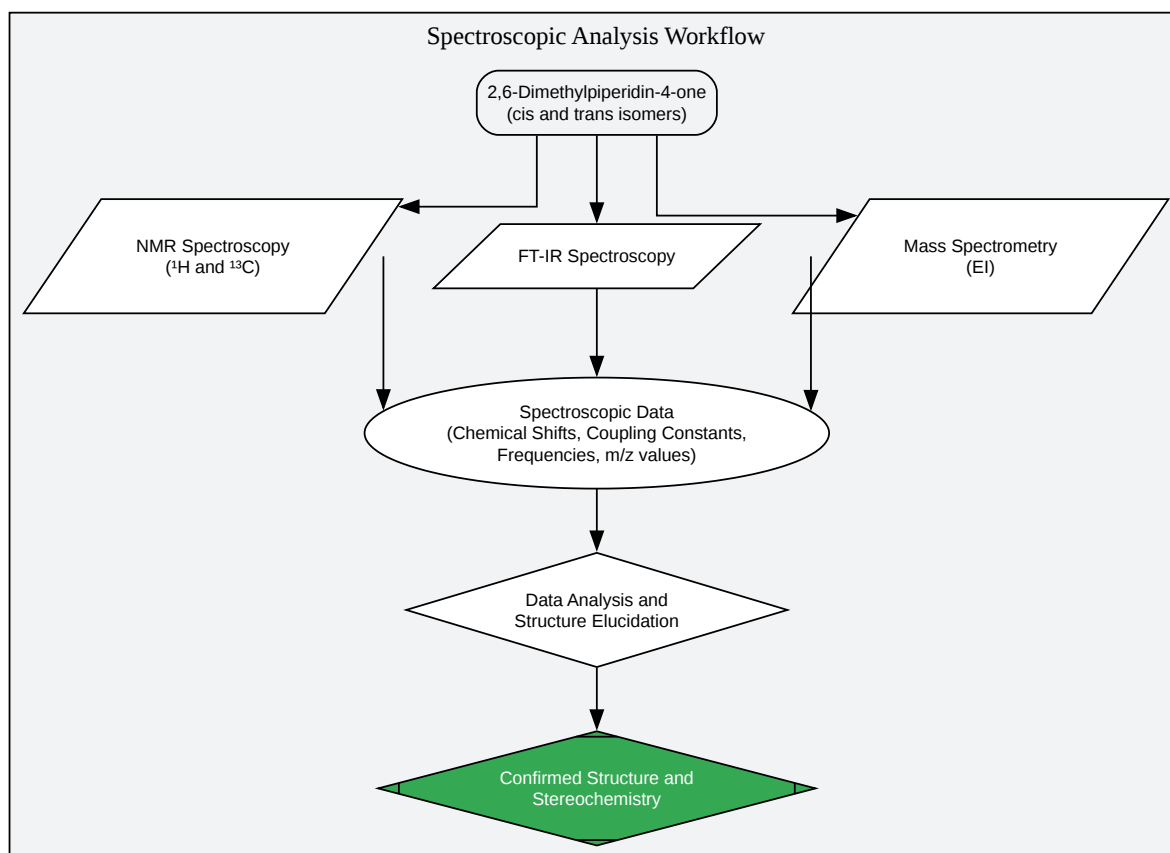 Spectroscopic Analysis Workflow
2,6-Dimethylpiperidin-4-one
(cis and trans isomers)
NMR Spectroscopy
(¹H and ¹³C)
FT-IR Spectroscopy
Mass Spectrometry
(EI)
Spectroscopic Data
(Chemical Shifts, Coupling Constants,
Frequencies, m/z values)
Data Analysis and
Structure Elucidation
Confirmed Structure and
Stereochemistry